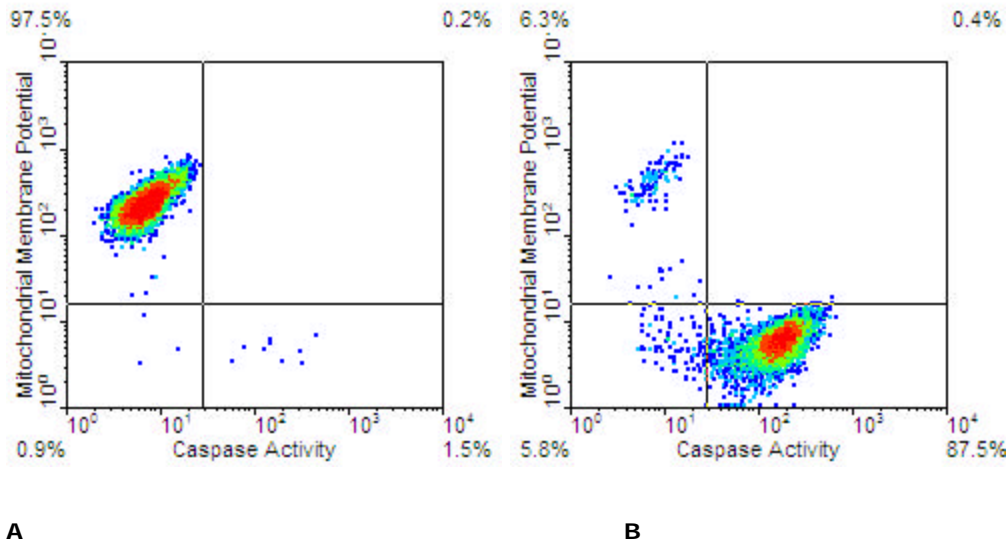 97.5% 0.2% 6.3% 0.4%
Mitochondrial Membrane Potential
10³
10²
10¹
10⁰
10⁰ 10¹ 10² 10³ 10⁴
0.9% Caspase Activity 1.5%
Mitochondrial Membrane Potential
10³
10²
10¹
10⁰
10⁰ 10¹ 10² 10³ 10⁴
5.8% Caspase Activity 87.5%
A B